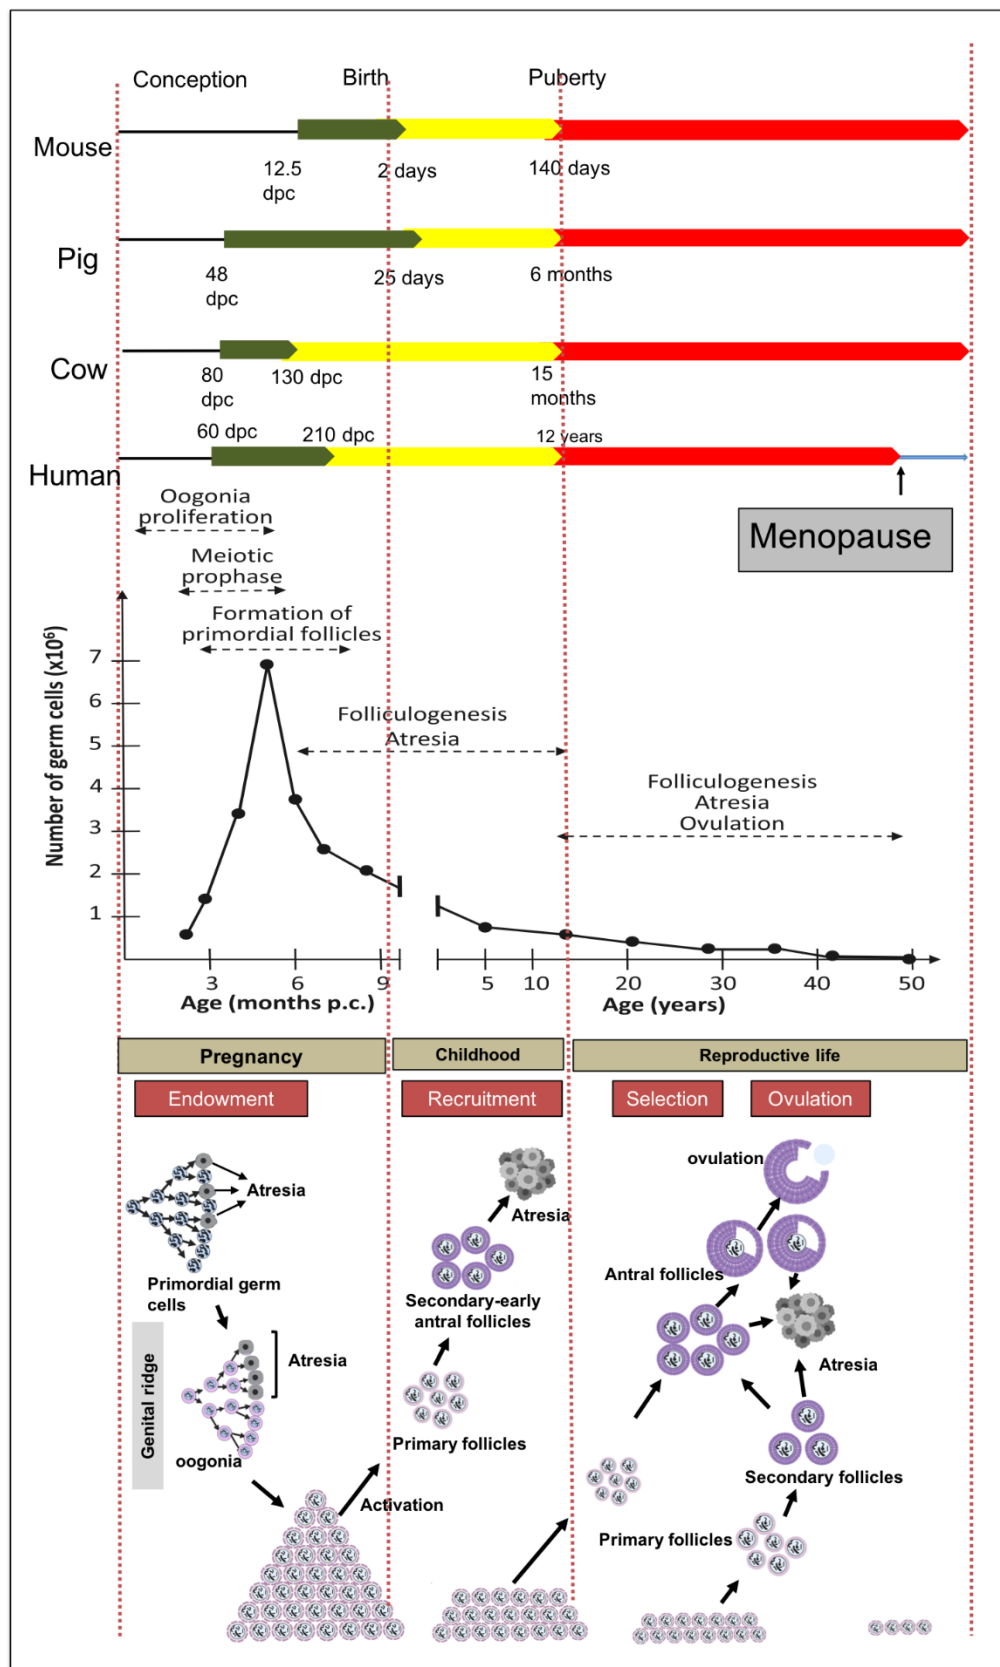 Conception
Birth
Puberty
Mouse
12.5
dpc
2 days
140 days
Pig
48
dpc
25 days
6 months
Cow
80
dpc
130 dpc
15
months
60 dpc
210 dpc
12 years
Human
Oogonia
proliferation
Menopause
Meiotic
prophase
Formation of
primordial follicles
Number of germ cells (x10⁶)
7
6
5
4
3
2
1
Folliculogenesis
Atresia
Folliculogenesis
Atresia
Ovulation
3
6
9
5
10
20
30
40
50
Age (months p.c.)
Age (years)
Pregnancy
Childhood
Reproductive life
Endowment
Recruitment
Selection
Ovulation
Atresia
Primordial germ
cells
Genital ridge
Atresia
oogonia
Activation
Atresia
Secondary-early
antral follicles
Primary follicles
ovulation
Antral follicles
Atresia
Secondary follicles
Primary follicles